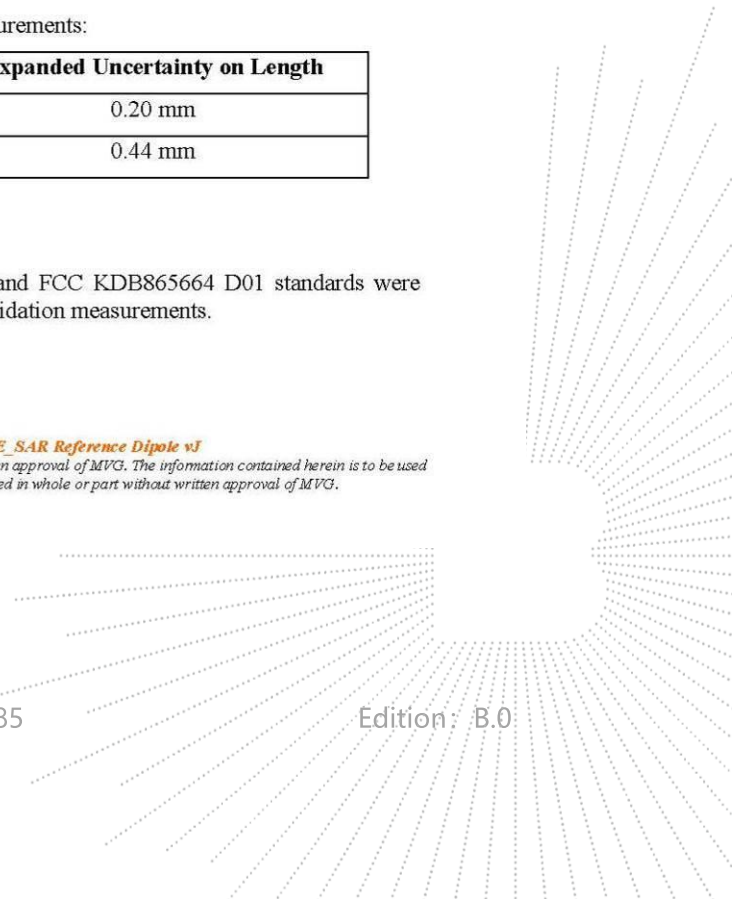 urements:
xpanded Uncertainty on Length
0.20 mm
0.44 mm
and FCC KDB865664 D01 standards were
idation measurements.
E_SAR Reference Dipole vJ
n approval of MVG. The information contained herein is to be used
ed in whole or part without written approval of MVG.
35 Edition: B.0